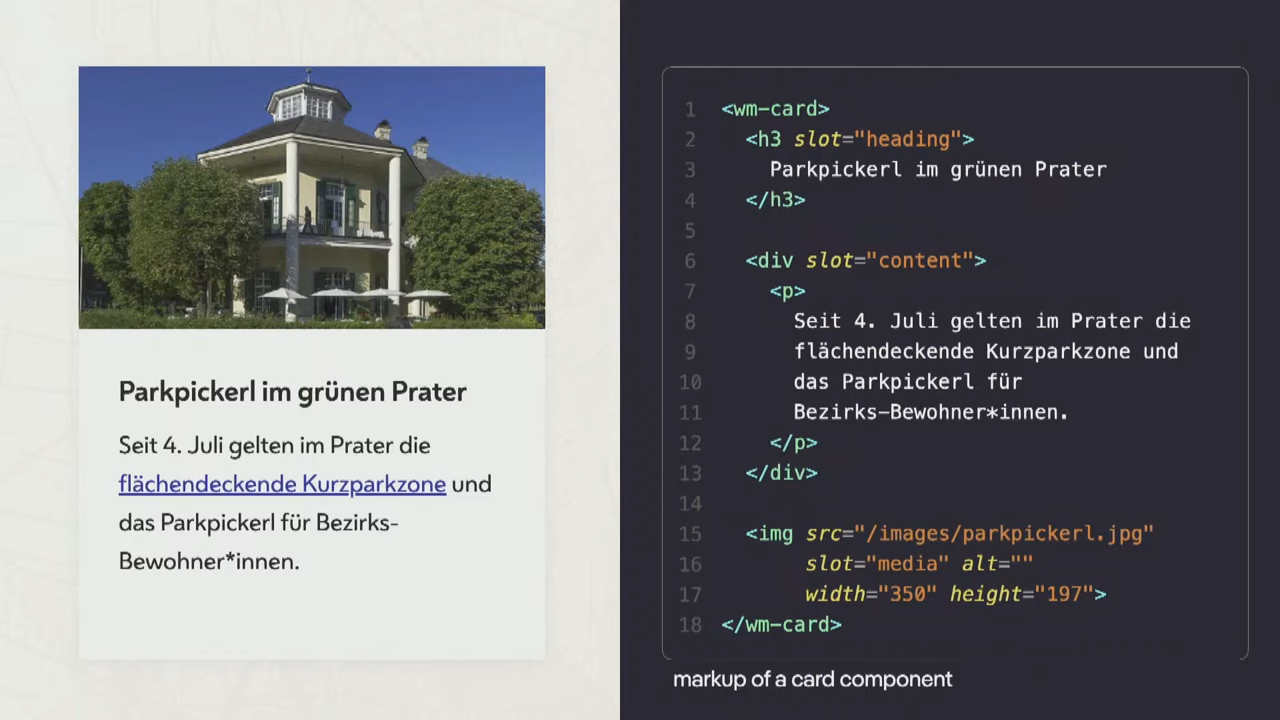 Parkpickerl im grünen Prater
Seit 4. Juli gelten im Prater die
flächendeckende Kurzparkzone und
das Parkpickerl für Bezirks-
Bewohner*innen.
1 <wm-card>
2 <h3 slot="heading">
3 Parkpickerl im grünen Prater
4 </h3>
5
6 <div slot="content">
7 <p>
8 Seit 4. Juli gelten im Prater die
9 flächendeckende Kurzparkzone und
10 das Parkpickerl für
11 Bezirks-Bewohner*innen.
12 </p>
13 </div>
14
15 <img src="/images/parkpickerl.jpg"
16 slot="media" alt=""
17 width="350" height="197">
18 </wm-card>
markup of a card component